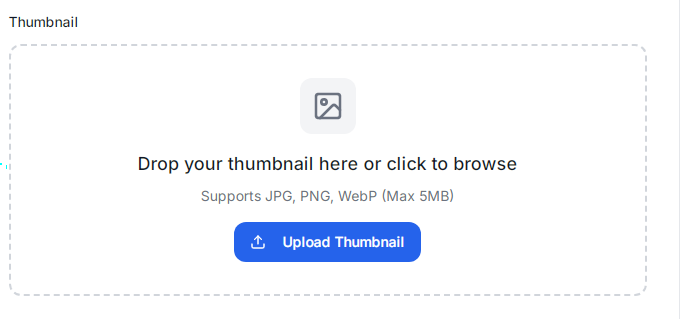 Thumbnail
Drop your thumbnail here or click to browse
Supports JPG, PNG, WebP (Max 5MB)
Upload Thumbnail